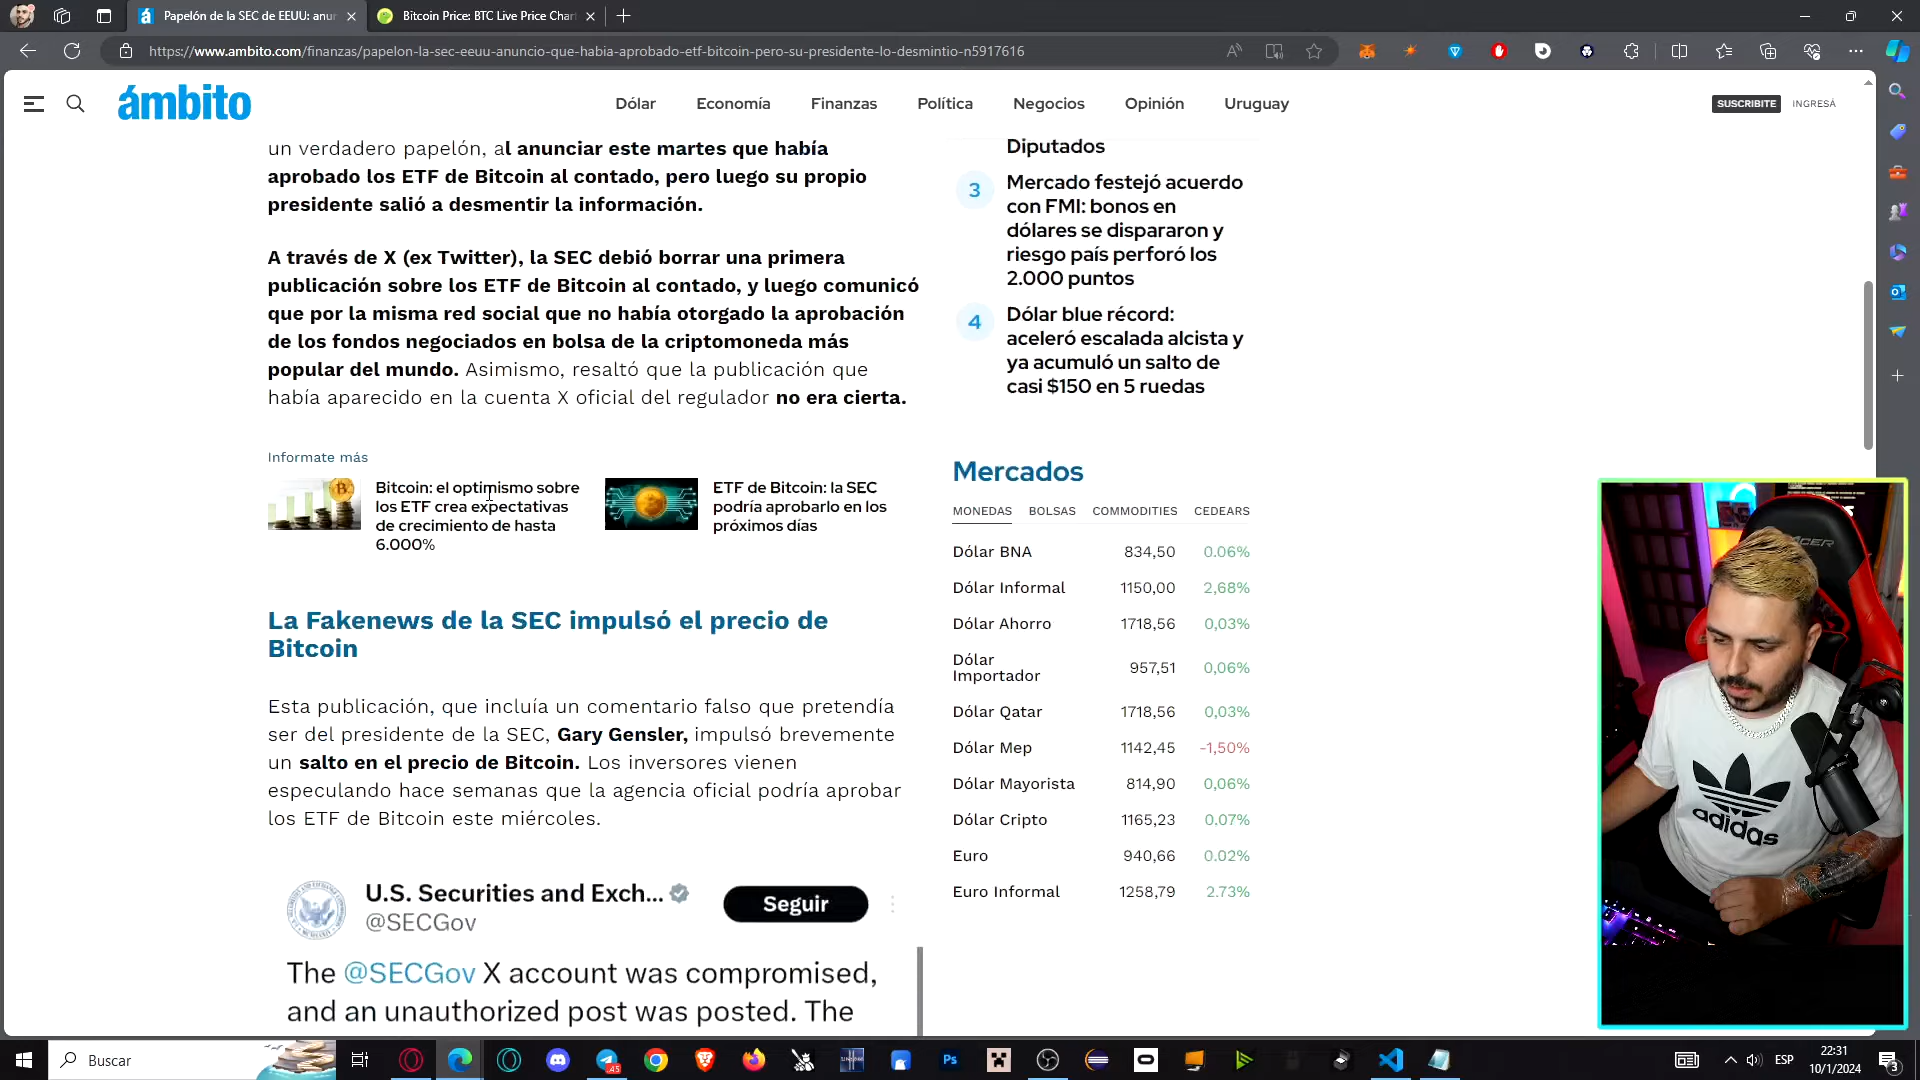 Papelón de la SEC de EEUU: anun
Bitcoin Price: BTC Live Price Chart
https://www.ambito.com/finanzas/papelon-la-sec-eeuu-anuncio-que-habia-aprobado-etf-bitcoin-pero-su-presidente-lo-desmintio-n5917616
ámbito
Dólar
Economía
Finanzas
Política
Negocios
Opinión
Uruguay
SUSCRIBITE
INGRESÁ
un verdadero papelón, al anunciar este martes que había
aprobado los ETF de Bitcoin al contado, pero luego su propio
presidente salió a desmentir la información.
A través de X (ex Twitter), la SEC debió borrar una primera
publicación sobre los ETF de Bitcoin al contado, y luego comunicó
que por la misma red social que no había otorgado la aprobación
de los fondos negociados en bolsa de la criptomoneda más
popular del mundo. Asimismo, resaltó que la publicación que
había aparecido en la cuenta X oficial del regulador no era cierta.
Informate más
Bitcoin: el optimismo sobre
los ETF crea expectativas
de crecimiento de hasta
6.000%
ETF de Bitcoin: la SEC
podría aprobarlo en los
próximos días
La Fakenews de la SEC impulsó el precio de
Bitcoin
Esta publicación, que incluía un comentario falso que pretendía
ser del presidente de la SEC, Gary Gensler, impulsó brevemente
un salto en el precio de Bitcoin. Los inversores vienen
especulando hace semanas que la agencia oficial podría aprobar
los ETF de Bitcoin este miércoles.
U.S. Securities and Exch...
@SECGov
Seguir
The @SECGov X account was compromised,
and an unauthorized post was posted. The
Diputados
3
Mercado festejó acuerdo
con FMI: bonos en
dólares se dispararon y
riesgo país perforó los
2.000 puntos
4
Dólar blue récord:
aceleró escalada alcista y
ya acumuló un salto de
casi $150 en 5 ruedas
Mercados
MONEDAS BOLSAS COMMODITIES CEDEARS
Dólar BNA 834,50 0.06%
Dólar Informal 1150,00 2,68%
Dólar Ahorro 1718,56 0,03%
Dólar
Importador 957,51 0,06%
Dólar Qatar 1718,56 0,03%
Dólar Mep 1142,45 -1,50%
Dólar Mayorista 814,90 0,06%
Dólar Cripto 1165,23 0.07%
Euro 940,66 0.02%
Euro Informal 1258,79 2.73%
adidas
Buscar
45
Ps
ESP
22:31
10/1/2024
3